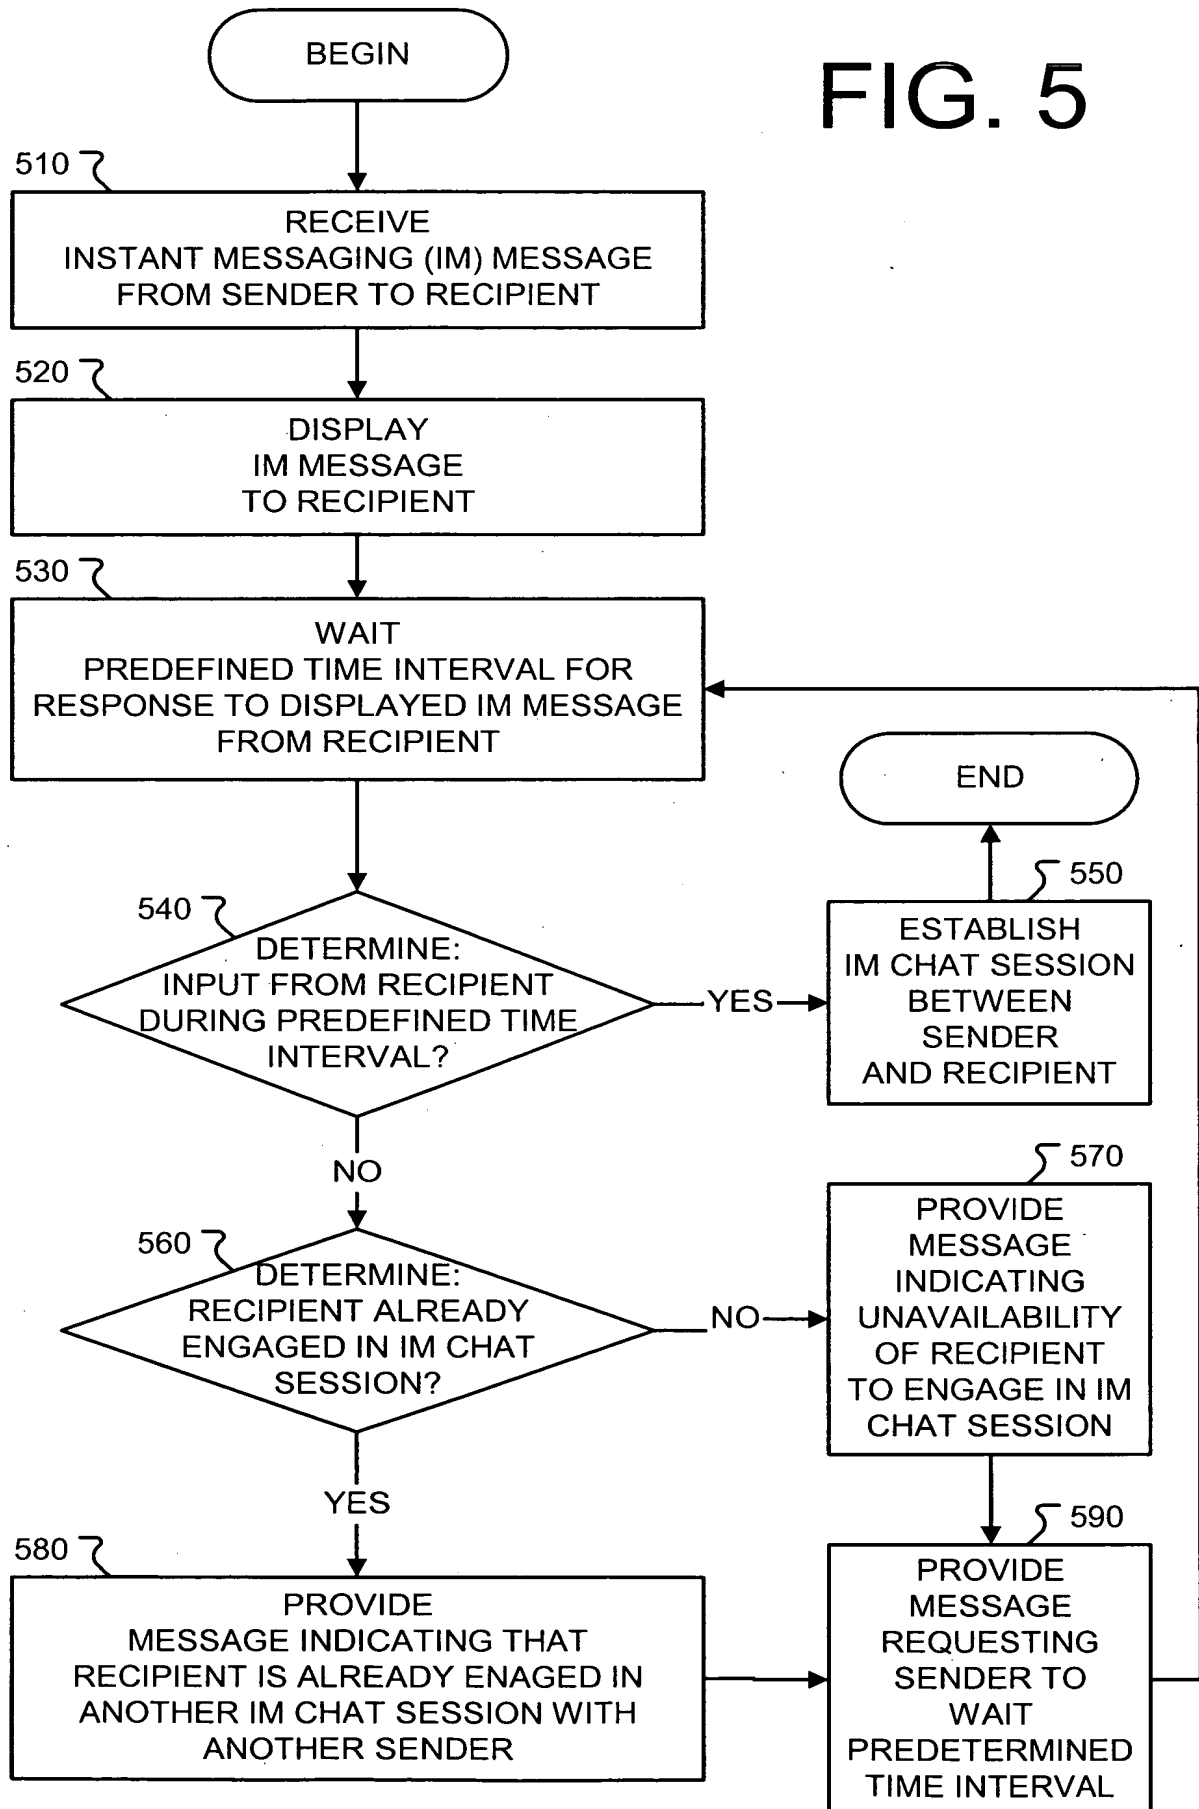 BEGIN
FIG. 5
510
RECEIVE
INSTANT MESSAGING (IM) MESSAGE
FROM SENDER TO RECIPIENT
520
DISPLAY
IM MESSAGE
TO RECIPIENT
530
WAIT
PREDEFINED TIME INTERVAL FOR
RESPONSE TO DISPLAYED IM MESSAGE
FROM RECIPIENT
END
540
DETERMINE:
INPUT FROM RECIPIENT
DURING PREDEFINED TIME
INTERVAL?
YES
550
ESTABLISH
IM CHAT SESSION
BETWEEN
SENDER
AND RECIPIENT
NO
560
DETERMINE:
RECIPIENT ALREADY
ENGAGED IN IM CHAT
SESSION?
NO
570
PROVIDE
MESSAGE
INDICATING
UNAVAILABILITY
OF RECIPIENT
TO ENGAGE IN IM
CHAT SESSION
YES
580
PROVIDE
MESSAGE INDICATING THAT
RECIPIENT IS ALREADY ENAGED IN
ANOTHER IM CHAT SESSION WITH
ANOTHER SENDER
590
PROVIDE
MESSAGE
REQUESTING
SENDER TO
WAIT
PREDETERMINED
TIME INTERVAL